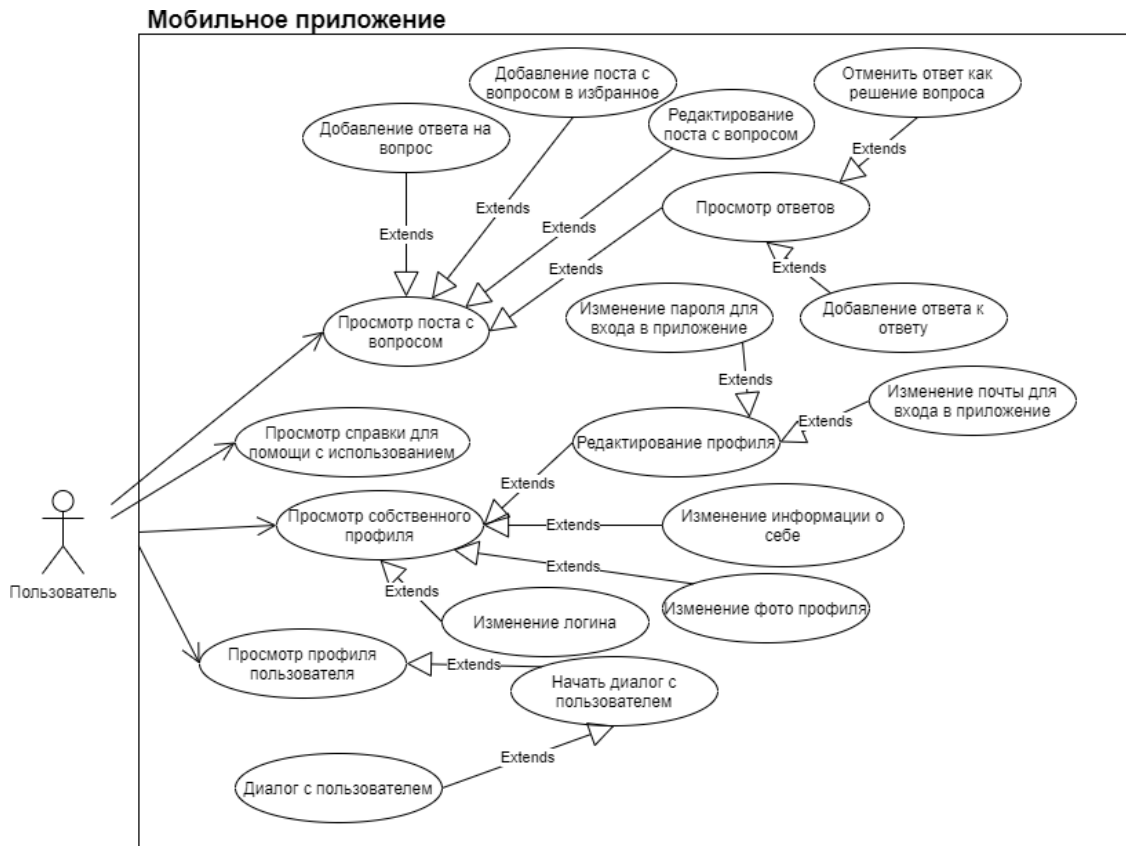 Мобильное приложение
Добавление поста с
вопросом в избранное
Отменить ответ как
решение вопроса
Добавление ответа на
вопрос
Редактирование
поста с вопросом
Extends
Просмотр ответов
Extends
Extends
Extends
Extends
Extends
Изменение пароля для
входа в приложение
Добавление ответа к
ответу
Просмотр поста с
вопросом
Extends
Изменение почты для
входа в приложение
Extends
Просмотр справки для
помощи с использованием
Редактирование профиля
Extends
Просмотр собственного
профиля
Extends
Изменение информации о
себе
Extends
Пользователь
Extends
Изменение фото профиля
Изменение логина
Просмотр профиля
пользователя
Extends
Начать диалог с
пользователем
Extends
Диалог с пользователем